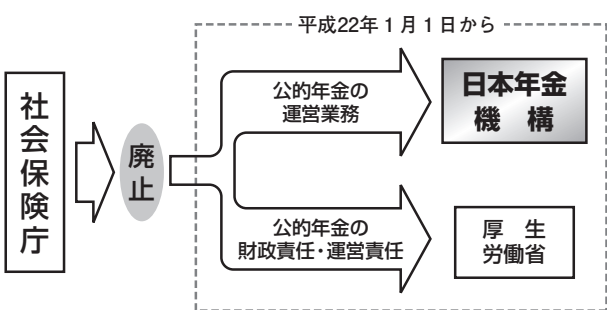 平成22年1月1日から
社会保険庁
廃止
公的年金の
運営業務
日本年金
機 構
公的年金の
財政責任・運営責任
厚 生
労働省